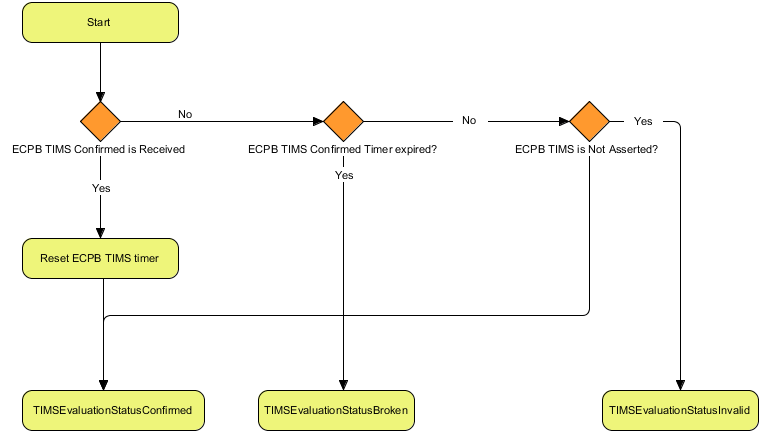 Start
No
No
Yes
ECPB TIMS Confirmed is Received
ECPB TIMS Confirmed Timer expired?
ECPB TIMS is Not Asserted?
Yes
Yes
Reset ECPB TIMS timer
TIMSEvaluationStatusConfirmed
TIMSEvaluationStatusBroken
TIMSEvaluationStatusInvalid